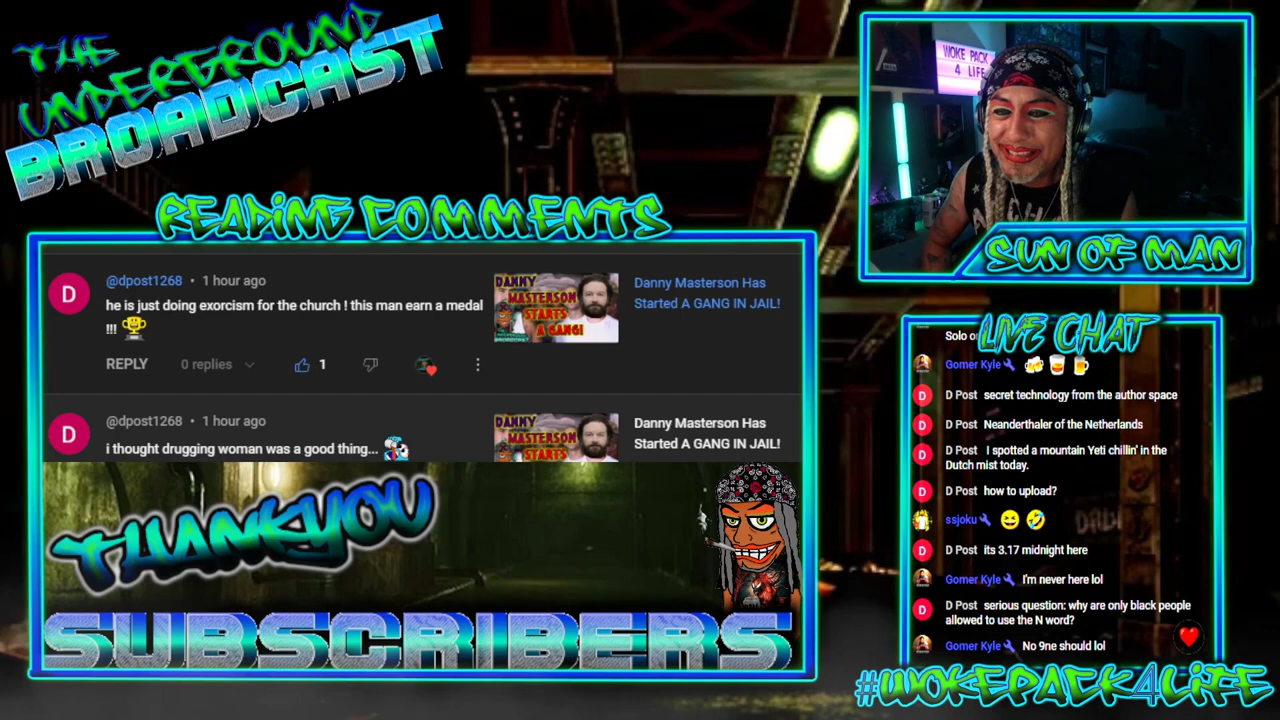 THE
UNDERGROUND
BROADCAST
WOKE PACK
4 LIFE
SUN OF MAN
READING COMMENTS
D
@dpost1268 • 1 hour ago
he is just doing exorcism for the church ! this man earn a medal
!!! 🏆
REPLY 0 replies 1
DANNY
MASTERSON
STARTS
A GANG!
Danny Masterson Has
Started A GANG IN JAIL!
D
@dpost1268 • 1 hour ago
i thought drugging woman was a good thing...
DANNY
MASTERSON
Danny Masterson Has
Started A GANG IN JAIL!
THANKYOU
SUBSCRIBERS
LIVE CHAT
Solo
Gomer Kyle 🔧 🍻 🥃 🍺
D D Post secret technology from the author space
D D Post Neanderthaler of the Netherlands
D D Post I spotted a mountain Yeti chillin' in the
Dutch mist today.
D D Post how to upload?
ssjoku 🔧 😆 🤣
D D Post its 3.17 midnight here
Gomer Kyle 🔧 I'm never here lol
D D Post serious question: why are only black people
allowed to use the N word?
Gomer Kyle 🔧 No 9ne should lol
#WOKEPACK4LIFE